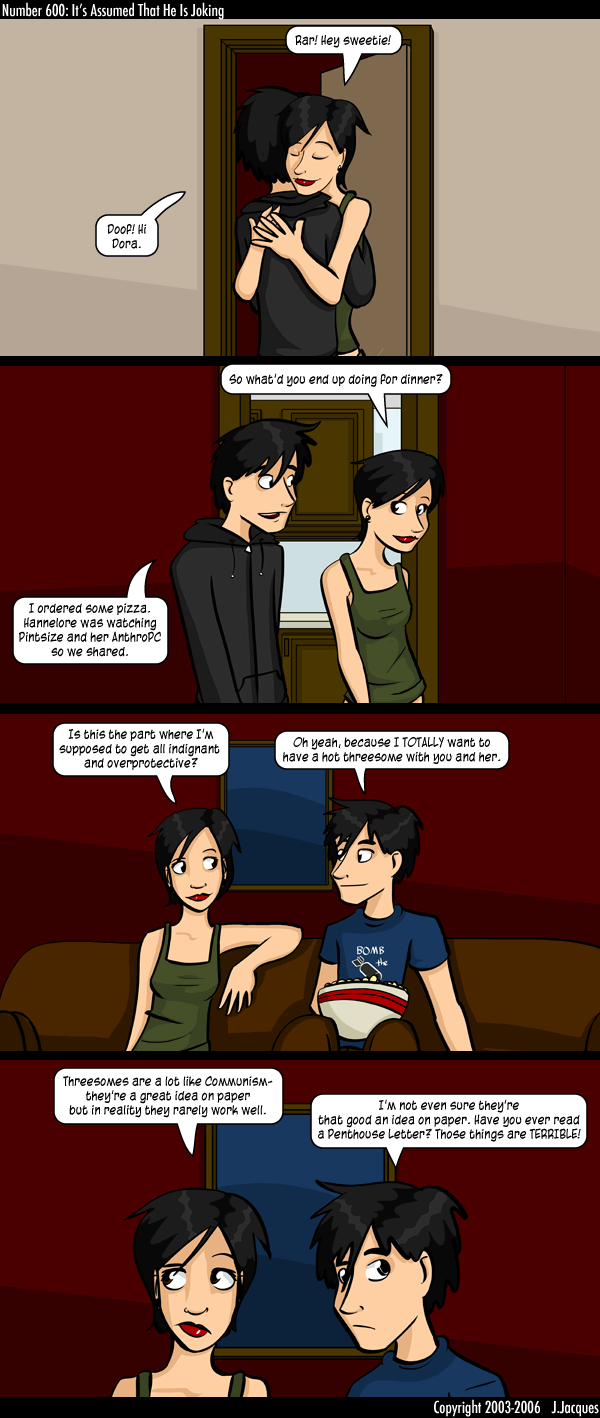 Number 600: It's Assumed That He Is Joking
Rar! Hey sweetie!
Doof! Hi
Dora.
So what'd you end up doing for dinner?
I ordered some pizza.
Hannelore was watching
Pintsize and her AnthroPC
so we shared.
Is this the part where I'm
supposed to get all indignant
and overprotective?
Oh yeah, because I TOTALLY want to
have a hot threesome with you and her.
BOMB
the
Threesomes are a lot like Communism-
they're a great idea on paper
but in reality they rarely work well.
I'm not even sure they're
that good an idea on paper. Have you ever read
a Penthouse Letter? Those things are TERRIBLE!
Copyright 2003-2006 J.Jacques